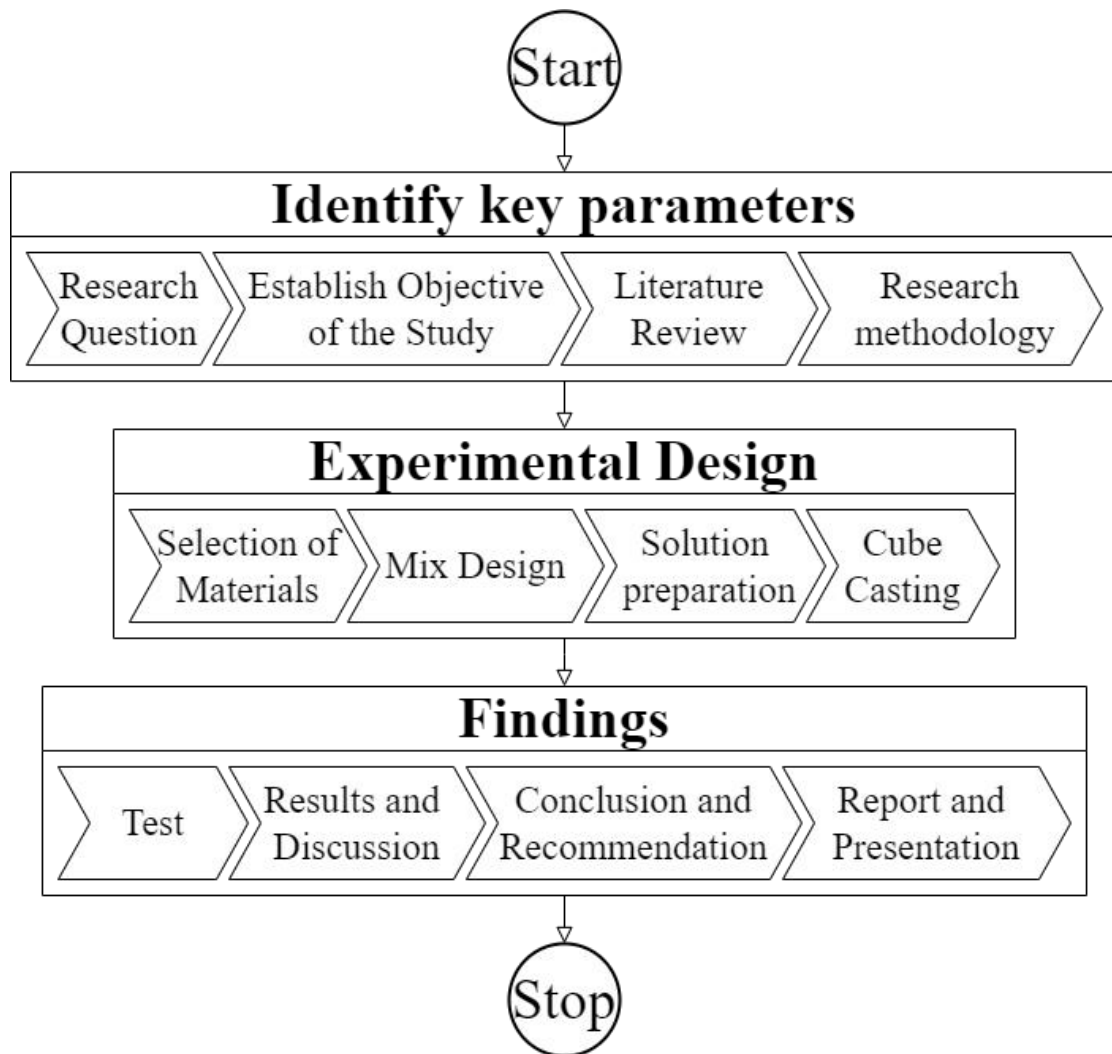 Start
Identify key parameters
Research
Question
Establish Objective
of the Study
Literature
Review
Research
methodology
Experimental Design
Selection of
Materials
Mix Design
Solution
preparation
Cube
Casting
Findings
Test
Results and
Discussion
Conclusion and
Recommendation
Report and
Presentation
Stop